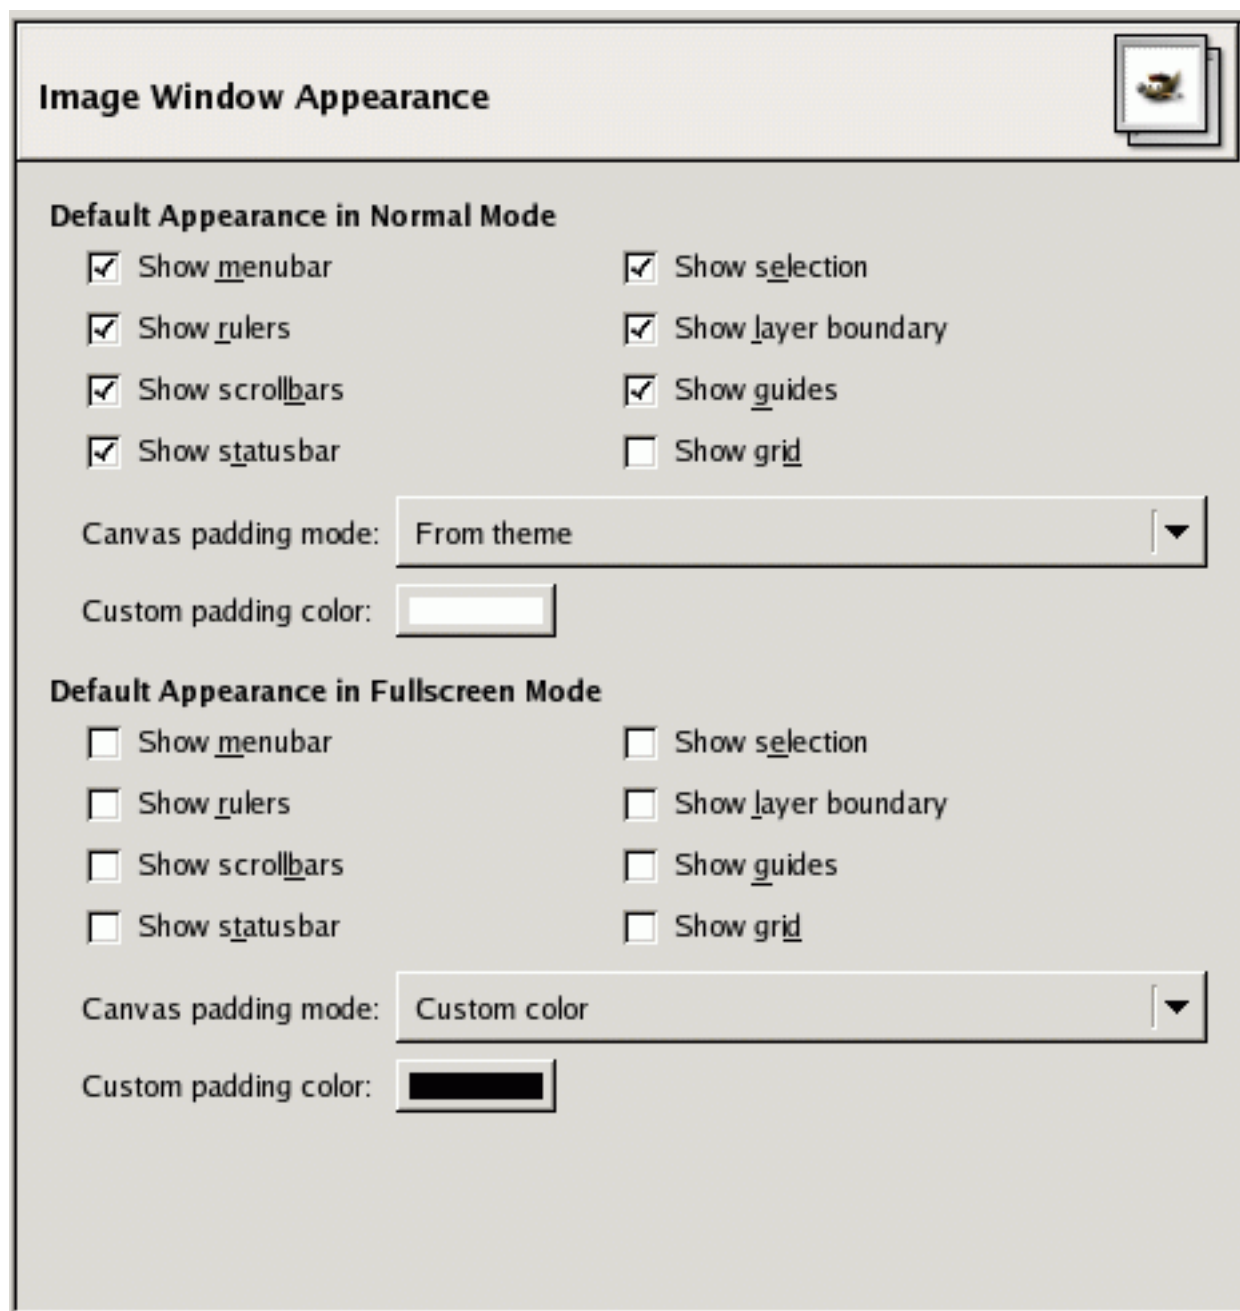 Image Window Appearance
Default Appearance in Normal Mode
Show menubar Show selection
Show rulers Show layer boundary
Show scrollbars Show guides
Show statusbar Show grid
Canvas padding mode: From theme
Custom padding color:
Default Appearance in Fullscreen Mode
Show menubar Show selection
Show rulers Show layer boundary
Show scrollbars Show guides
Show statusbar Show grid
Canvas padding mode: Custom color
Custom padding color: